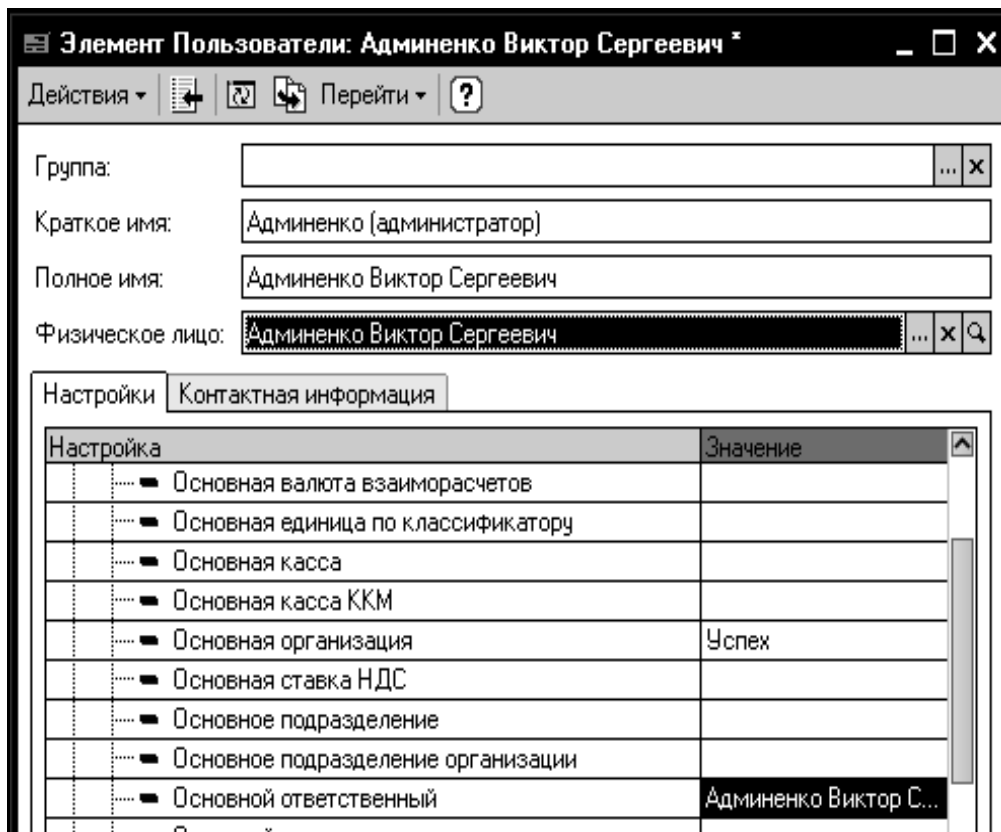 Элемент Пользователи: Админенко Виктор Сергеевич *
Действия Перейти ?
Группа: ...
Краткое имя: Админенко (администратор)
Полное имя: Админенко Виктор Сергеевич
Физическое лицо: Админенко Виктор Сергеевич ...
Настройки Контактная информация
Настройка Значение
Основная валюта взаиморасчетов
Основная единица по классификатору
Основная касса
Основная касса ККМ
Основная организация Успех
Основная ставка НДС
Основное подразделение
Основное подразделение организации
Основной ответственный Админенко Виктор С...